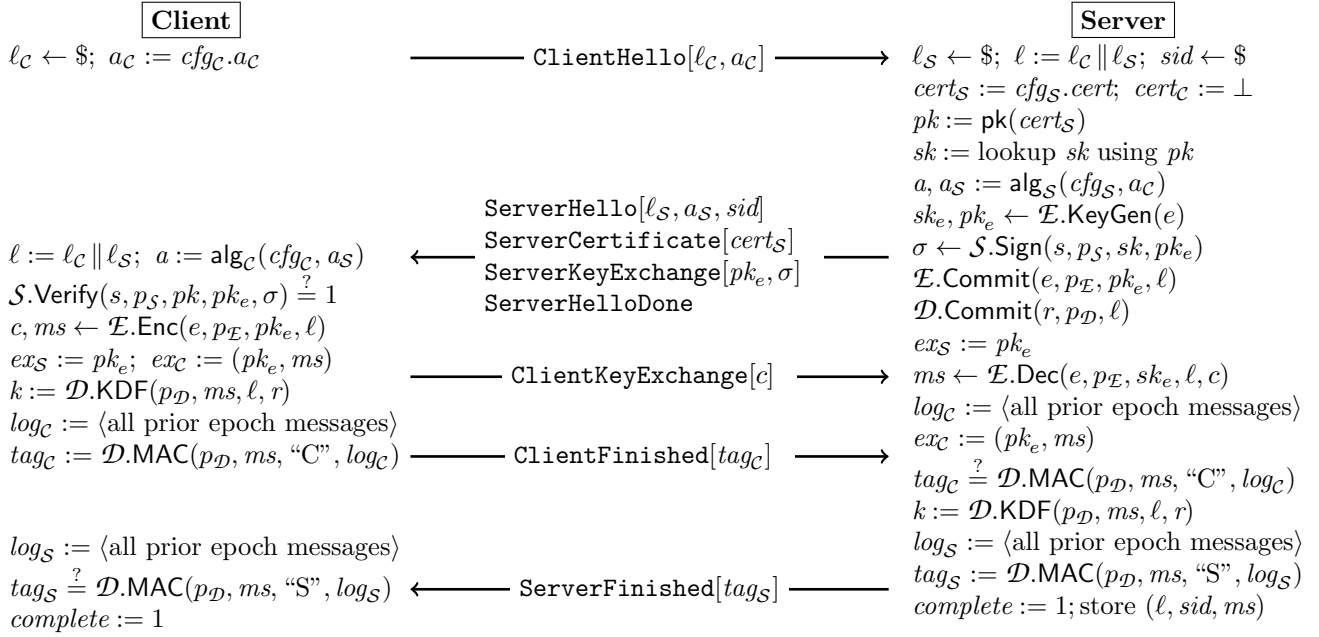 Client
Server
ℓ_𝒞 ← $; a_𝒞 := cfg_𝒞.a_𝒞
ClientHello[ℓ_𝒞, a_𝒞]
ℓ_𝒮 ← $; ℓ := ℓ_𝒞 ∥ ℓ_𝒮; sid ← $
cert_𝒮 := cfg_𝒮.cert; cert_𝒞 := ⊥
pk := pk(cert_𝒮)
sk := lookup sk using pk
a, a_𝒮 := alg_𝒮(cfg_𝒮, a_𝒞)
sk_e, pk_e ← ℰ.KeyGen(e)
σ ← 𝒮.Sign(s, p_𝒮, sk, pk_e)
ℰ.Commit(e, p_ℰ, pk_e, ℓ)
𝒟.Commit(r, p_𝒟, ℓ)
ex_𝒮 := pk_e
ServerHello[ℓ_𝒮, a_𝒮, sid]
ServerCertificate[cert_𝒮]
ServerKeyExchange[pk_e, σ]
ServerHelloDone
ℓ := ℓ_𝒞 ∥ ℓ_𝒮; a := alg_𝒞(cfg_𝒞, a_𝒮)
𝒮.Verify(s, p_𝒮, pk, pk_e, σ) ≟ 1
c, ms ← ℰ.Enc(e, p_ℰ, pk_e, ℓ)
ex_𝒮 := pk_e; ex_𝒞 := (pk_e, ms)
k := 𝒟.KDF(p_𝒟, ms, ℓ, r)
log_𝒞 := ⟨all prior epoch messages⟩
tag_𝒞 := 𝒟.MAC(p_𝒟, ms, “C”, log_𝒞)
ClientKeyExchange[c]
ClientFinished[tag_𝒞]
ms ← ℰ.Dec(e, p_ℰ, sk_e, ℓ, c)
log_𝒞 := ⟨all prior epoch messages⟩
ex_𝒞 := (pk_e, ms)
tag_𝒞 ≟ 𝒟.MAC(p_𝒟, ms, “C”, log_𝒞)
k := 𝒟.KDF(p_𝒟, ms, ℓ, r)
log_𝒮 := ⟨all prior epoch messages⟩
tag_𝒮 := 𝒟.MAC(p_𝒟, ms, “S”, log_𝒮)
complete := 1; store (ℓ, sid, ms)
ServerFinished[tag_𝒮]
log_𝒮 := ⟨all prior epoch messages⟩
tag_𝒮 ≟ 𝒟.MAC(p_𝒟, ms, “S”, log_𝒮)
complete := 1